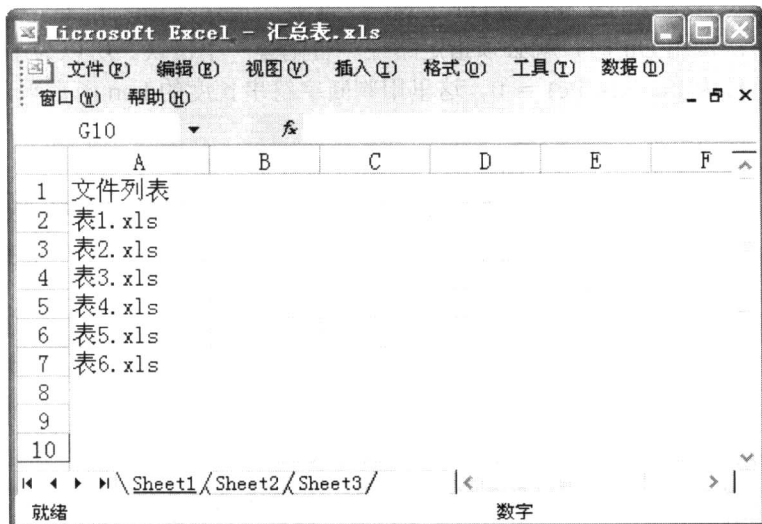 Microsoft Excel - 汇总表.xls
文件(F) 编辑(E) 视图(V) 插入(I) 格式(O) 工具(T) 数据(D)
窗口(W) 帮助(H)
G10 fx
A B C D E F
1 文件列表
2 表1.xls
3 表2.xls
4 表3.xls
5 表4.xls
6 表5.xls
7 表6.xls
8
9
10
Sheet1 Sheet2 Sheet3
就绪 数字